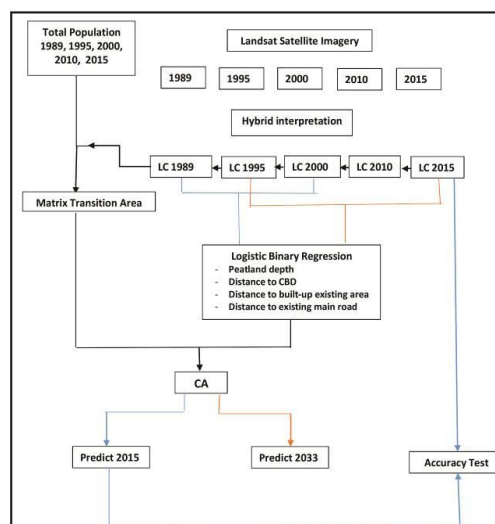 Total Population
1989, 1995, 2000,
2010, 2015
Landsat Satellite Imagery
1989
1995
2000
2010
2015
Hybrid interpretation
LC 1989
LC 1995
LC 2000
LC 2010
LC 2015
Matrix Transition Area
Logistic Binary Regression
- Peatland depth
- Distance to CBD
- Distance to built-up existing area
- Distance to existing main road
CA
Predict 2015
Predict 2033
Accuracy Test